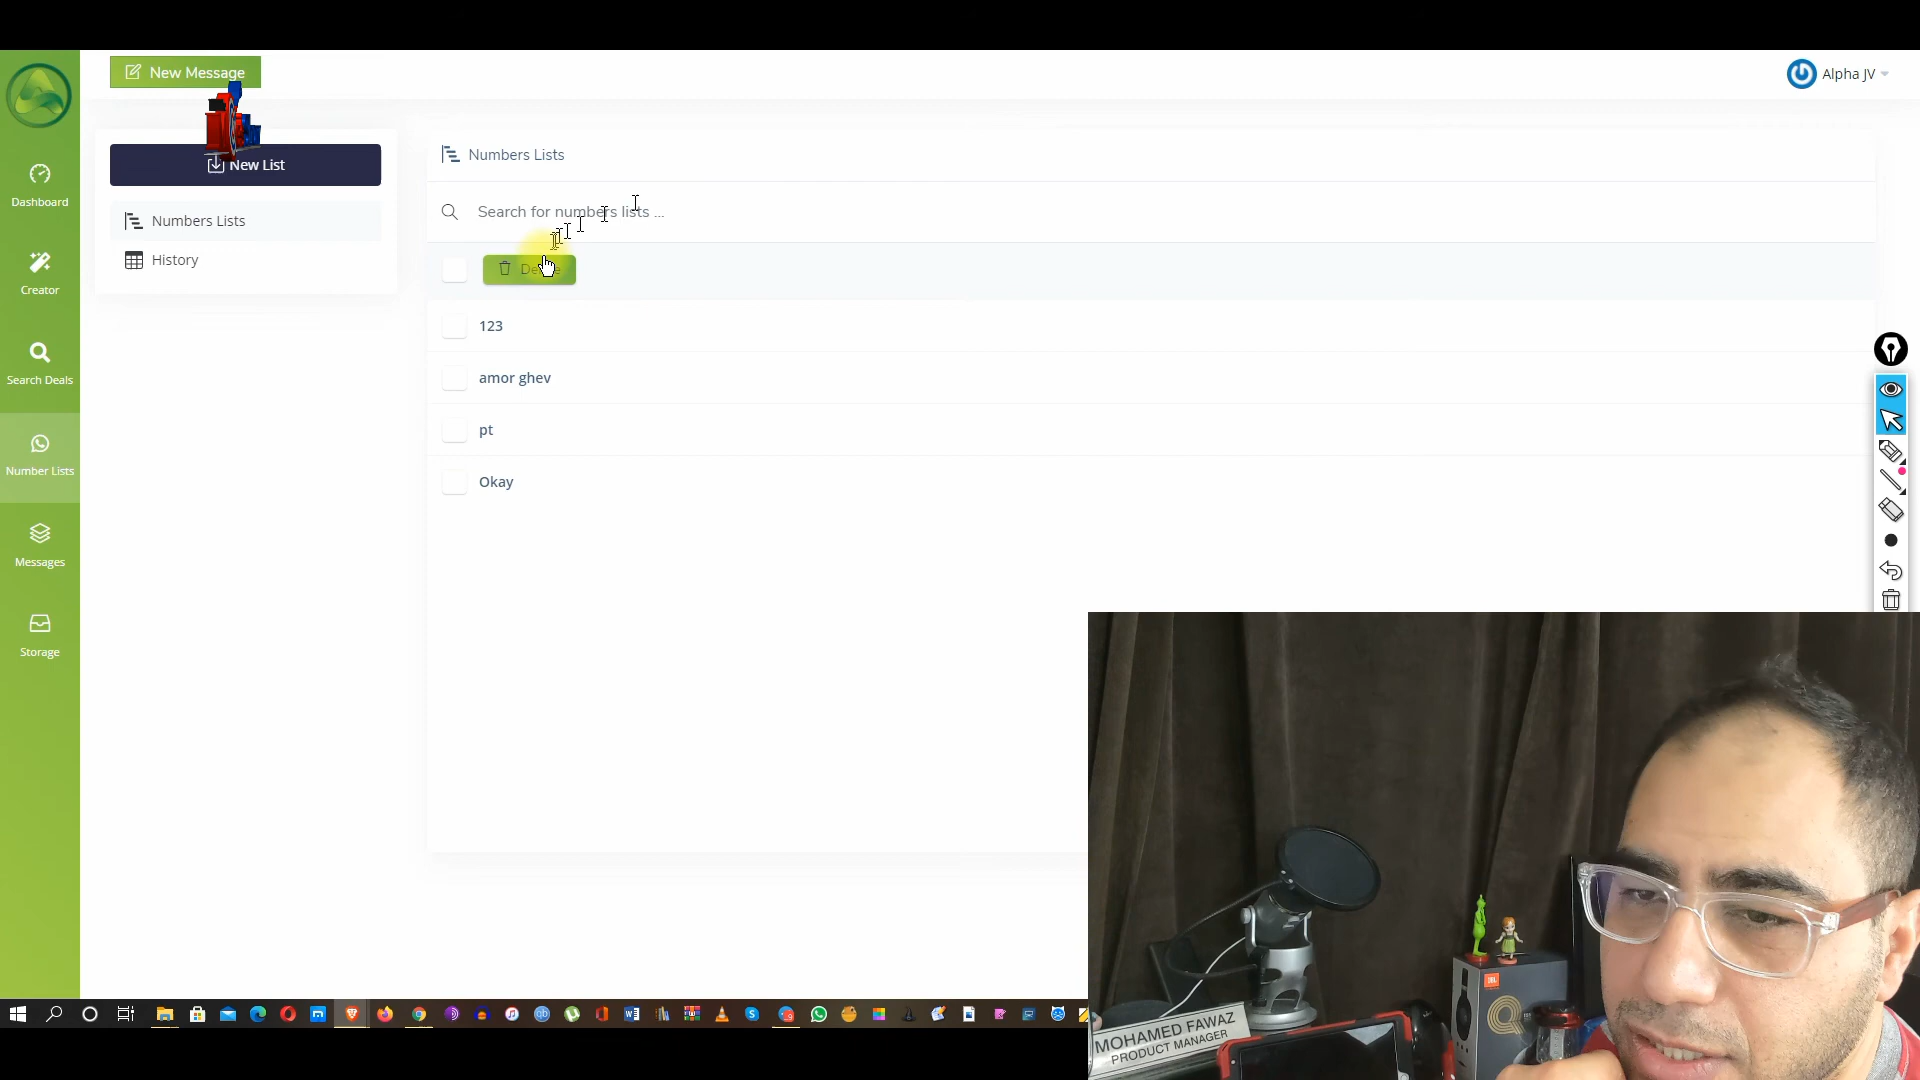 New Message
Alpha JV
New List
Numbers Lists
History
Dashboard
Creator
Search Deals
Number Lists
Messages
Storage
Numbers Lists
Search for numbers lists ...
123
amor ghev
pt
Okay
JBL
MOHAMED FAWAZ
PRODUCT MANAGER